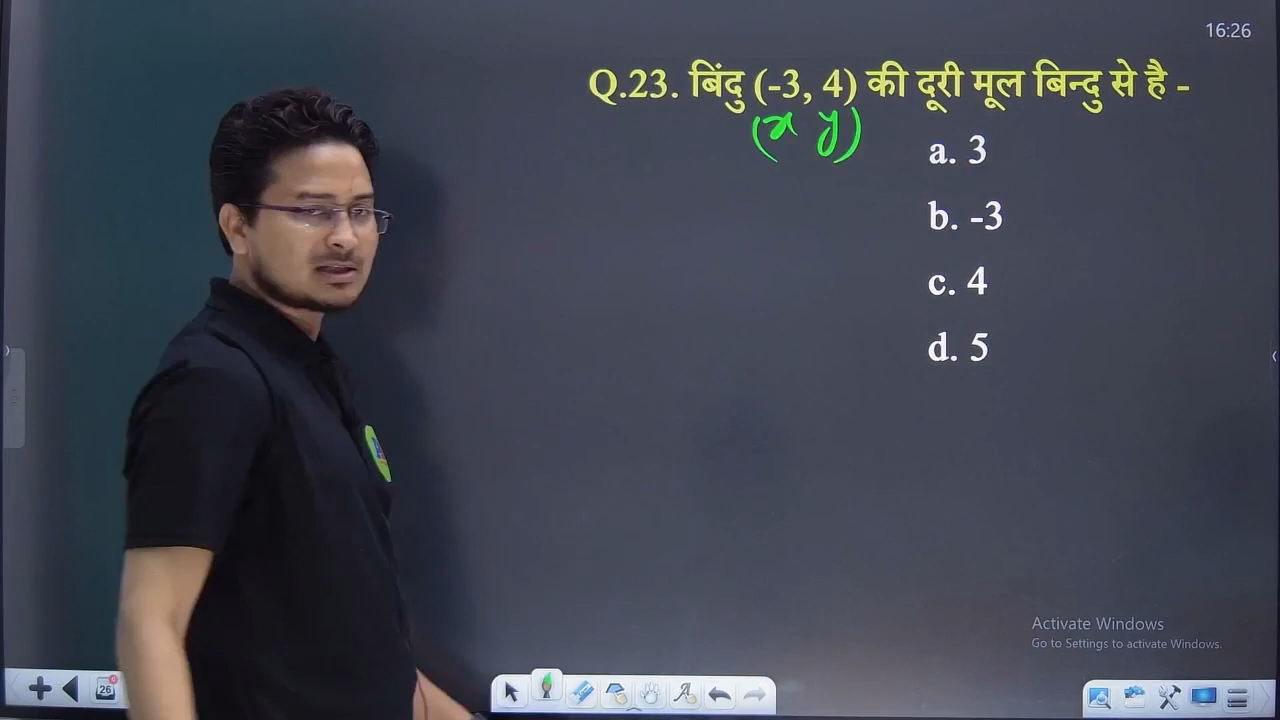 16:26
Q.23. बिंदु (-3, 4) की दूरी मूल बिन्दु से है -
(x y)
a. 3
b. -3
c. 4
d. 5
Activate Windows
Go to Settings to activate Windows.
26